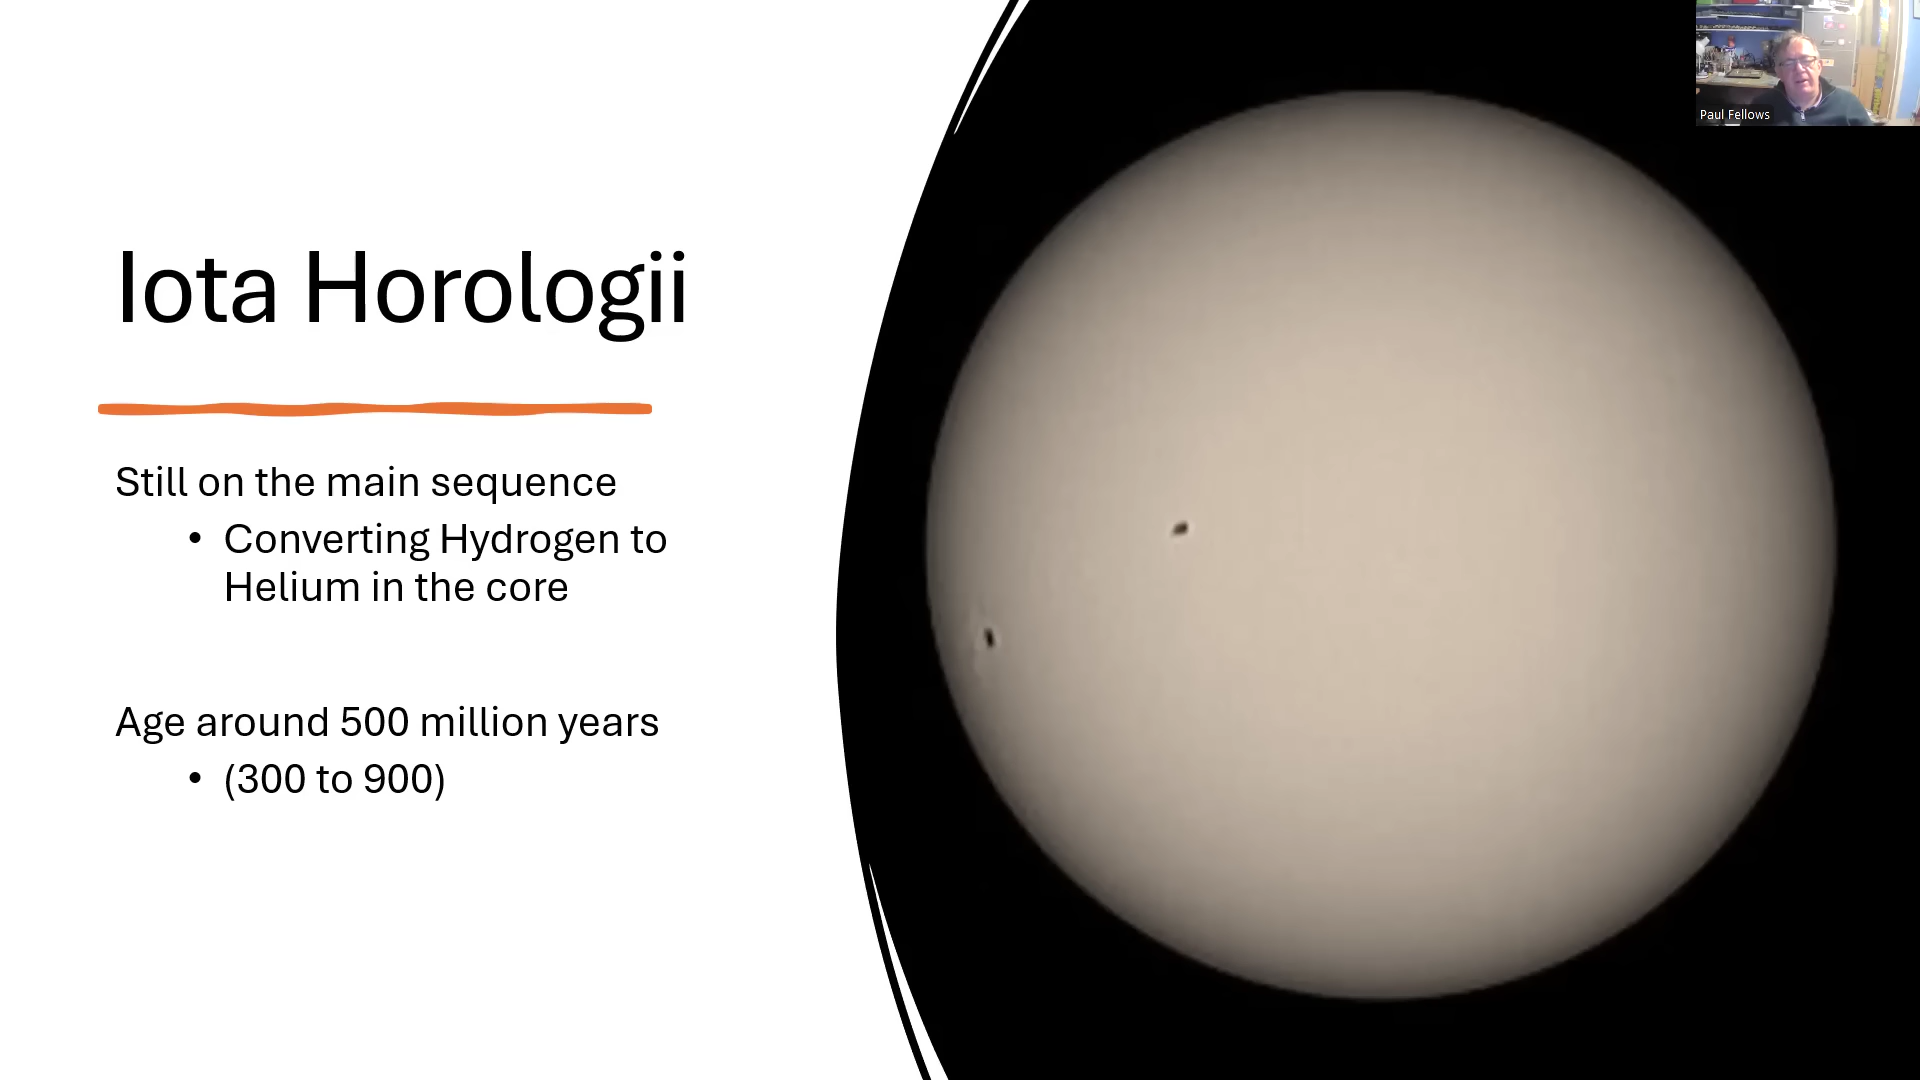 Iota Horologii
Still on the main sequence
• Converting Hydrogen to
Helium in the core
Age around 500 million years
• (300 to 900)
Paul Fellows